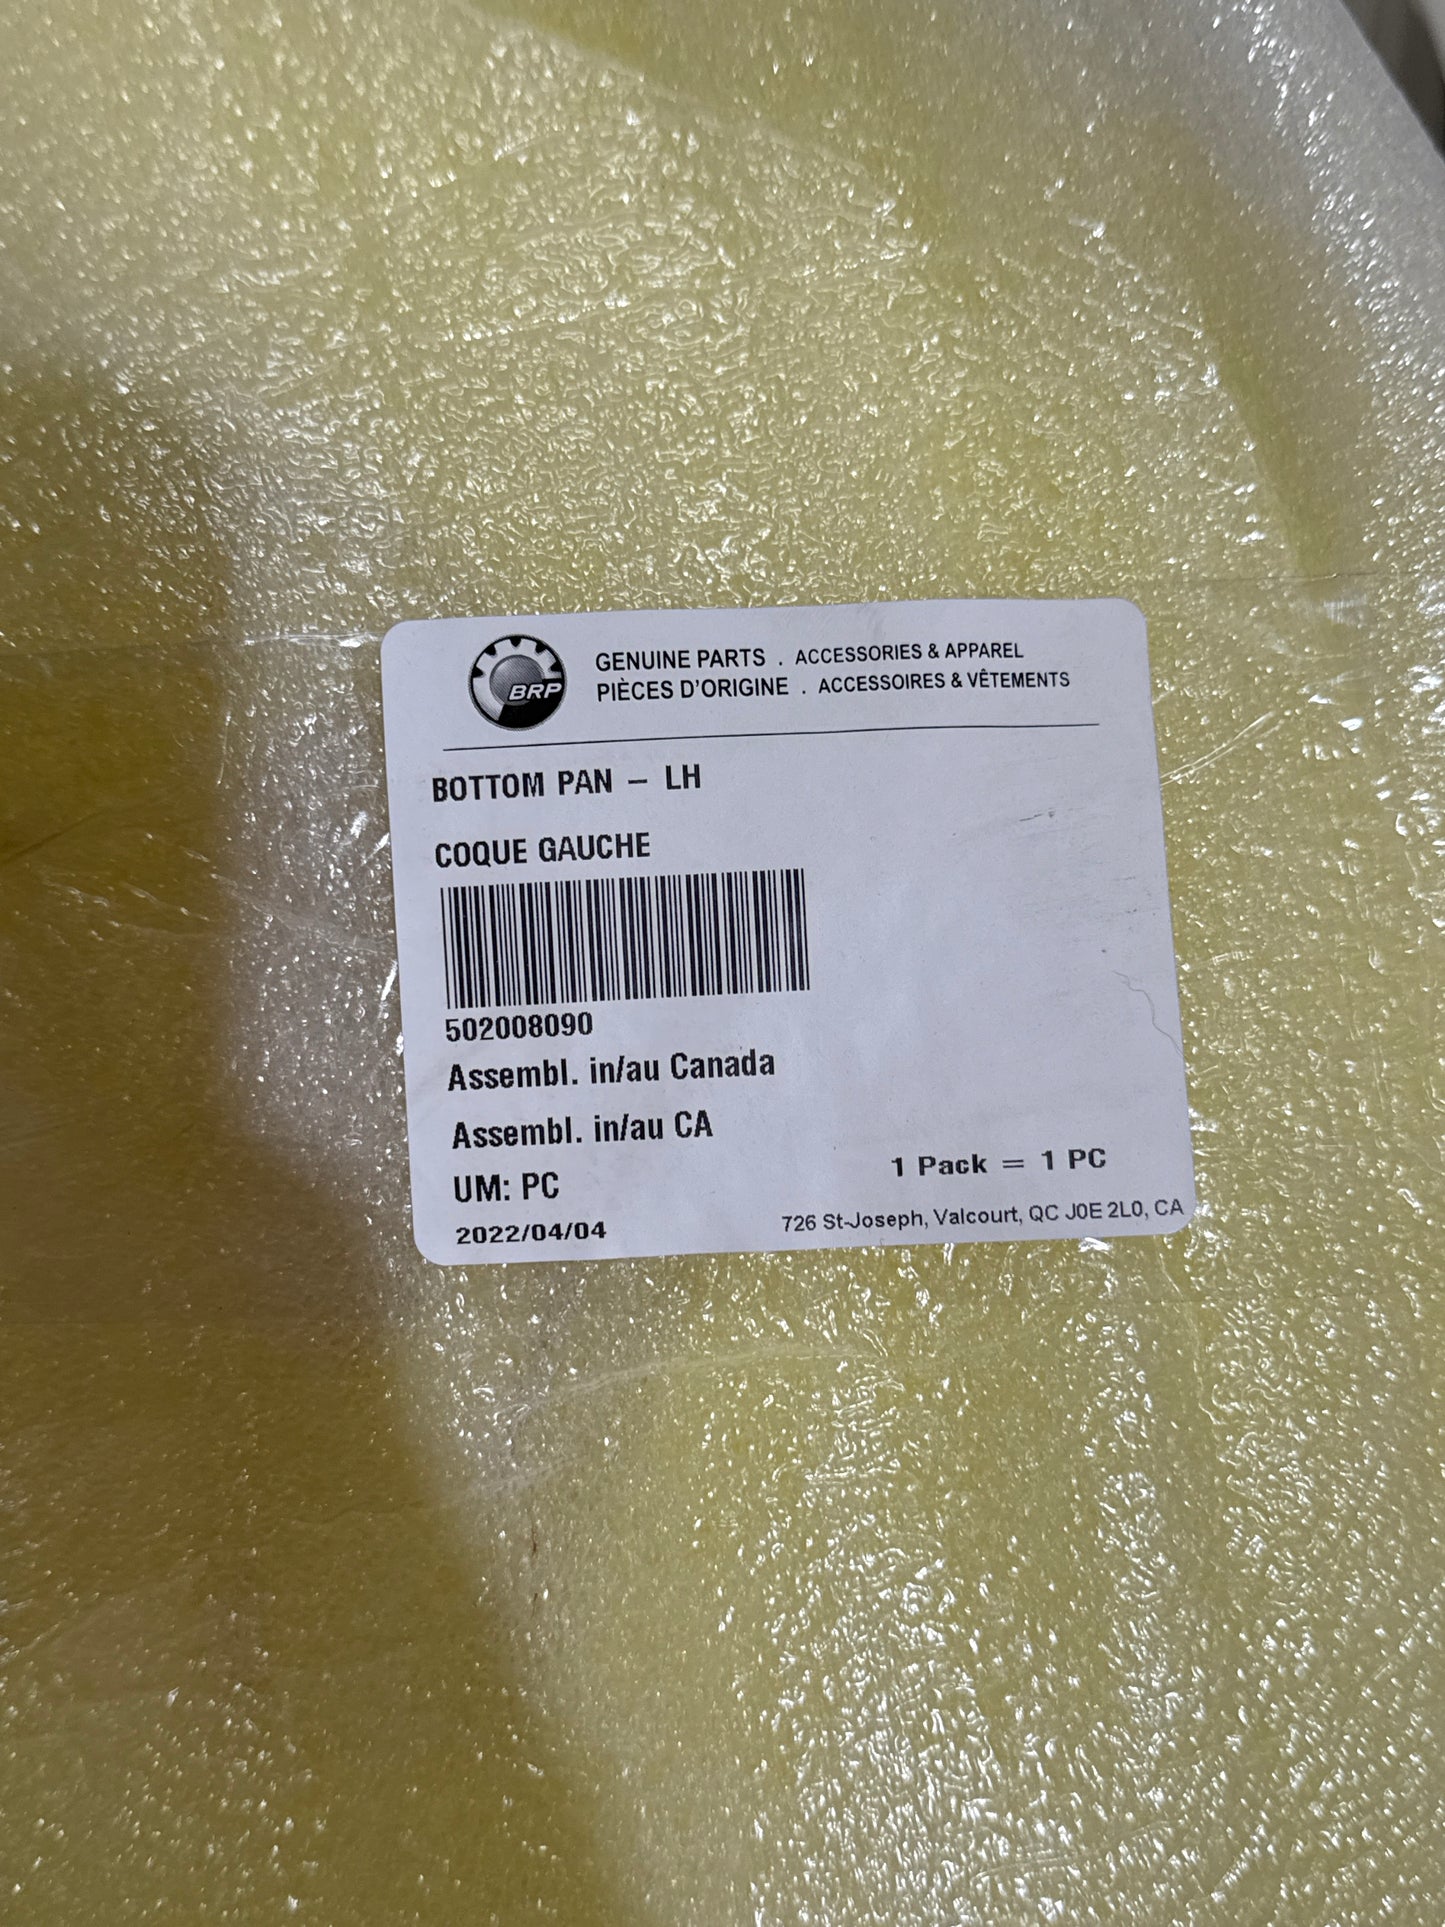 BRP
GENUINE PARTS . ACCESSORIES & APPAREL
PIÈCES D'ORIGINE . ACCESSOIRES & VÊTEMENTS
BOTTOM PAN – LH
COQUE GAUCHE
502008090
Assembl. in/au Canada
Assembl. in/au CA
UM: PC
1 Pack = 1 PC
2022/04/04
726 St-Joseph, Valcourt, QC J0E 2L0, CA